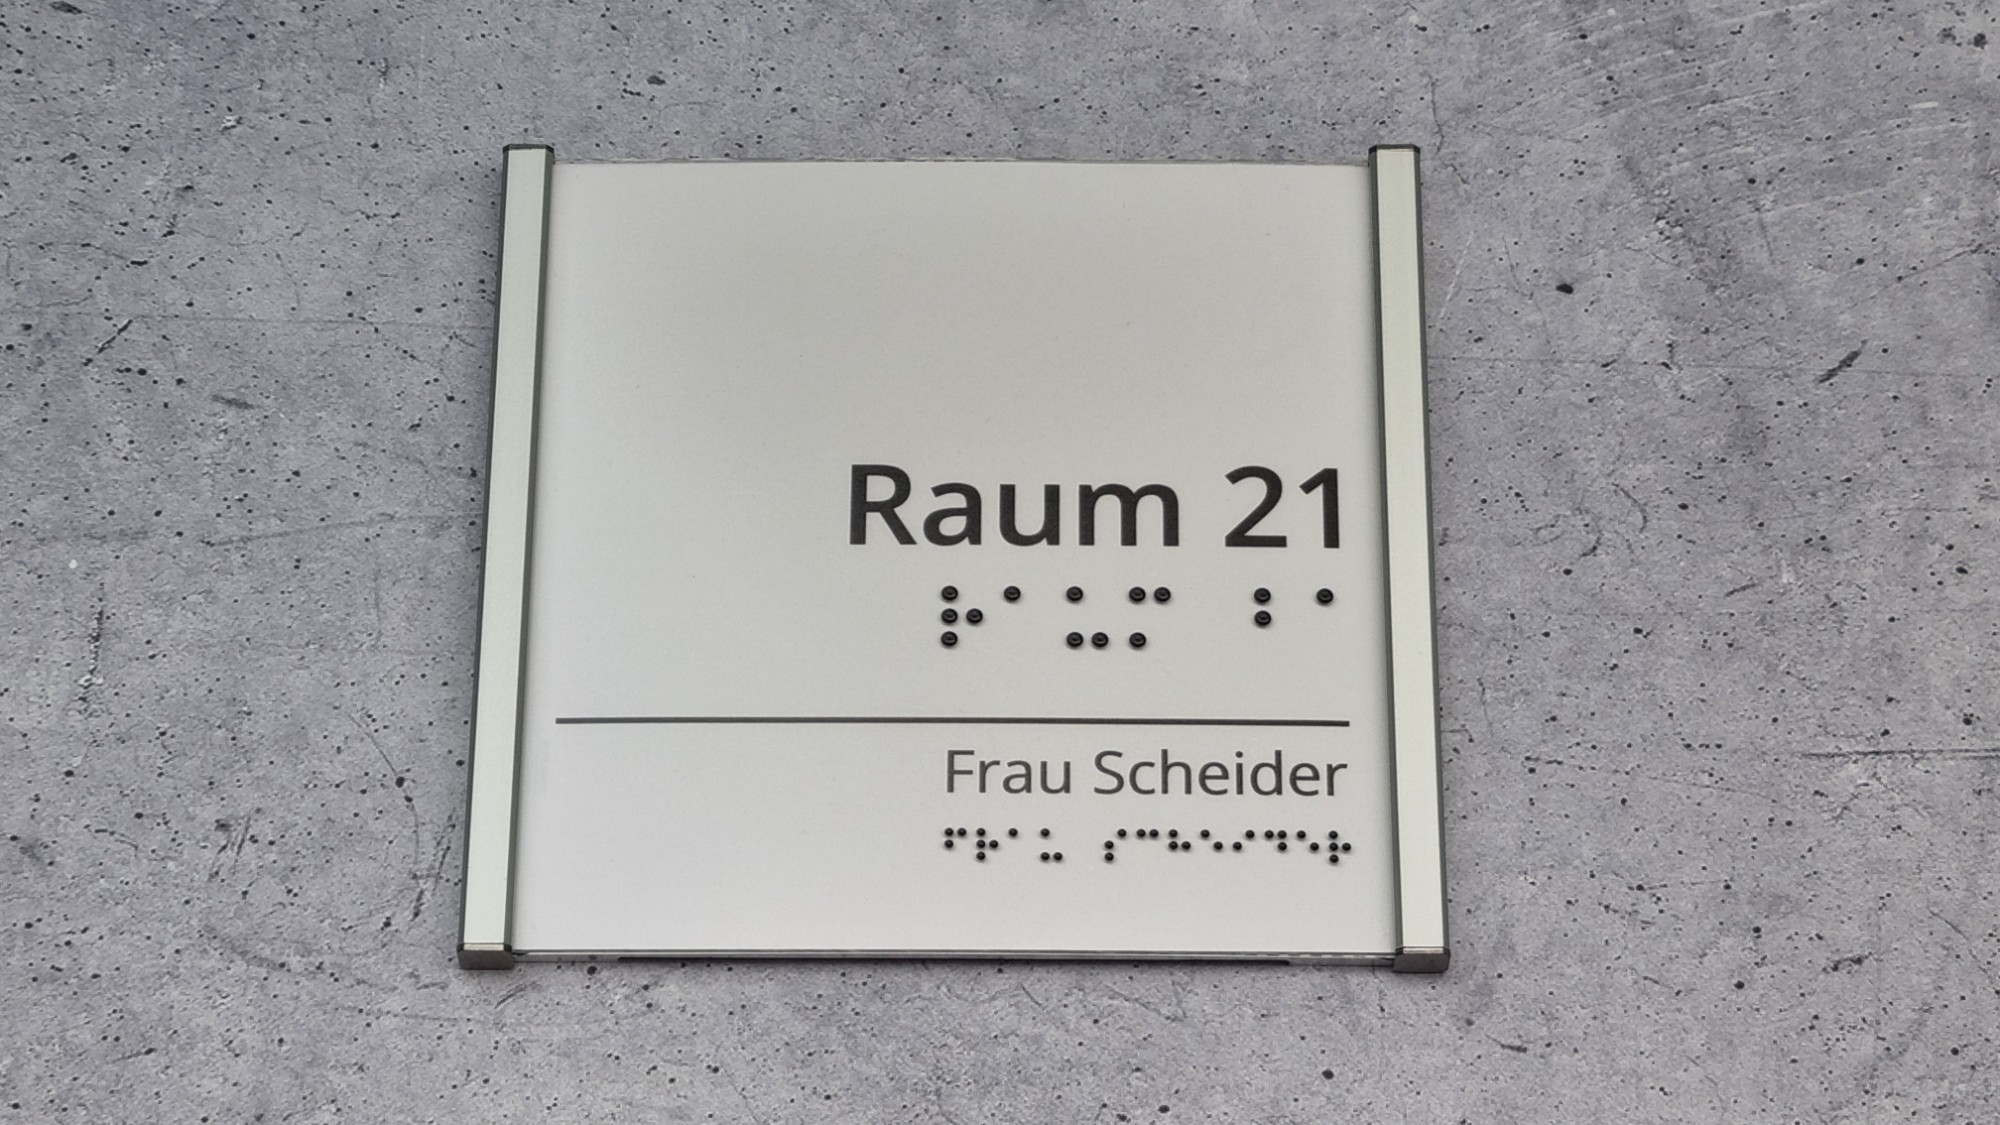 Raum 21
⠗⠁⠥⠍ ⠃⠁
Frau Scheider
⠋⠗⠁⠥ ⠎⠉⠓⠑⠊⠙⠑⠗